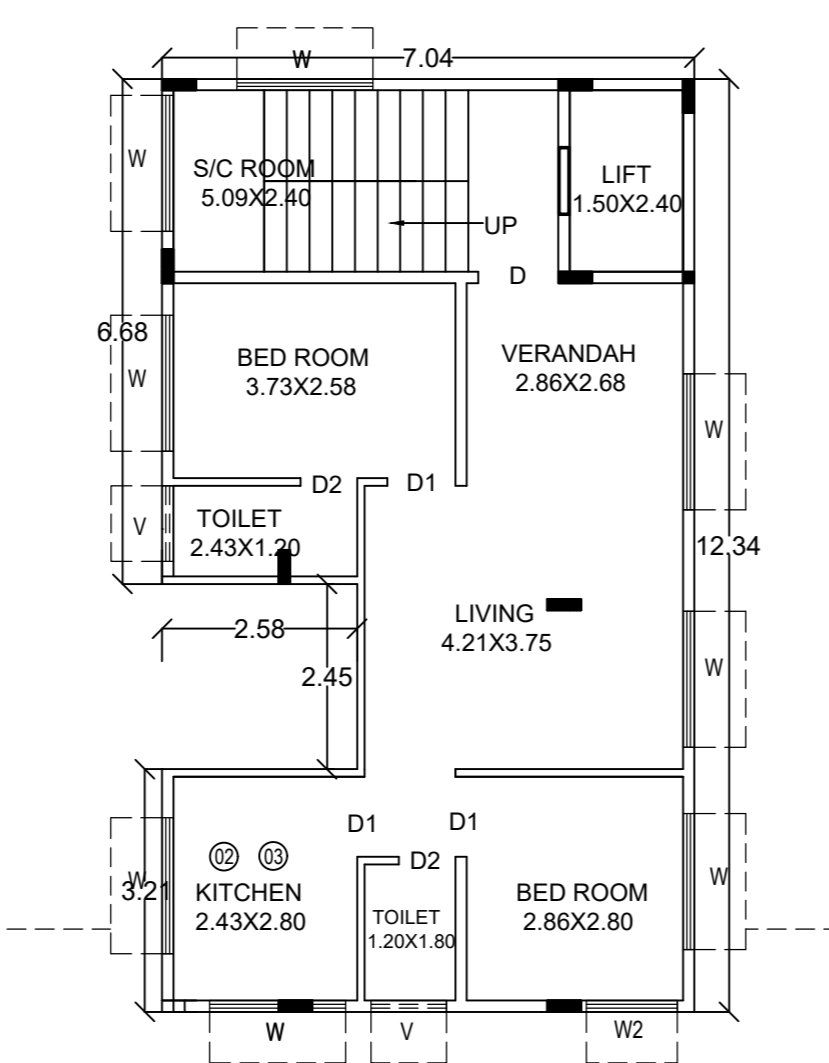 W
7.04
W
S/C ROOM
5.09X2.40
LIFT
1.50X2.40
UP
D
6.68
W
BED ROOM
3.73X2.58
VERANDAH
2.86X2.68
W
D2
D1
V
TOILET
2.43X1.20
12.34
2.58
LIVING
4.21X3.75
W
2.45
D1
D1
02
03
D2
W
3.21
KITCHEN
2.43X2.80
TOILET
1.20X1.80
BED ROOM
2.86X2.80
W
W
V
W2